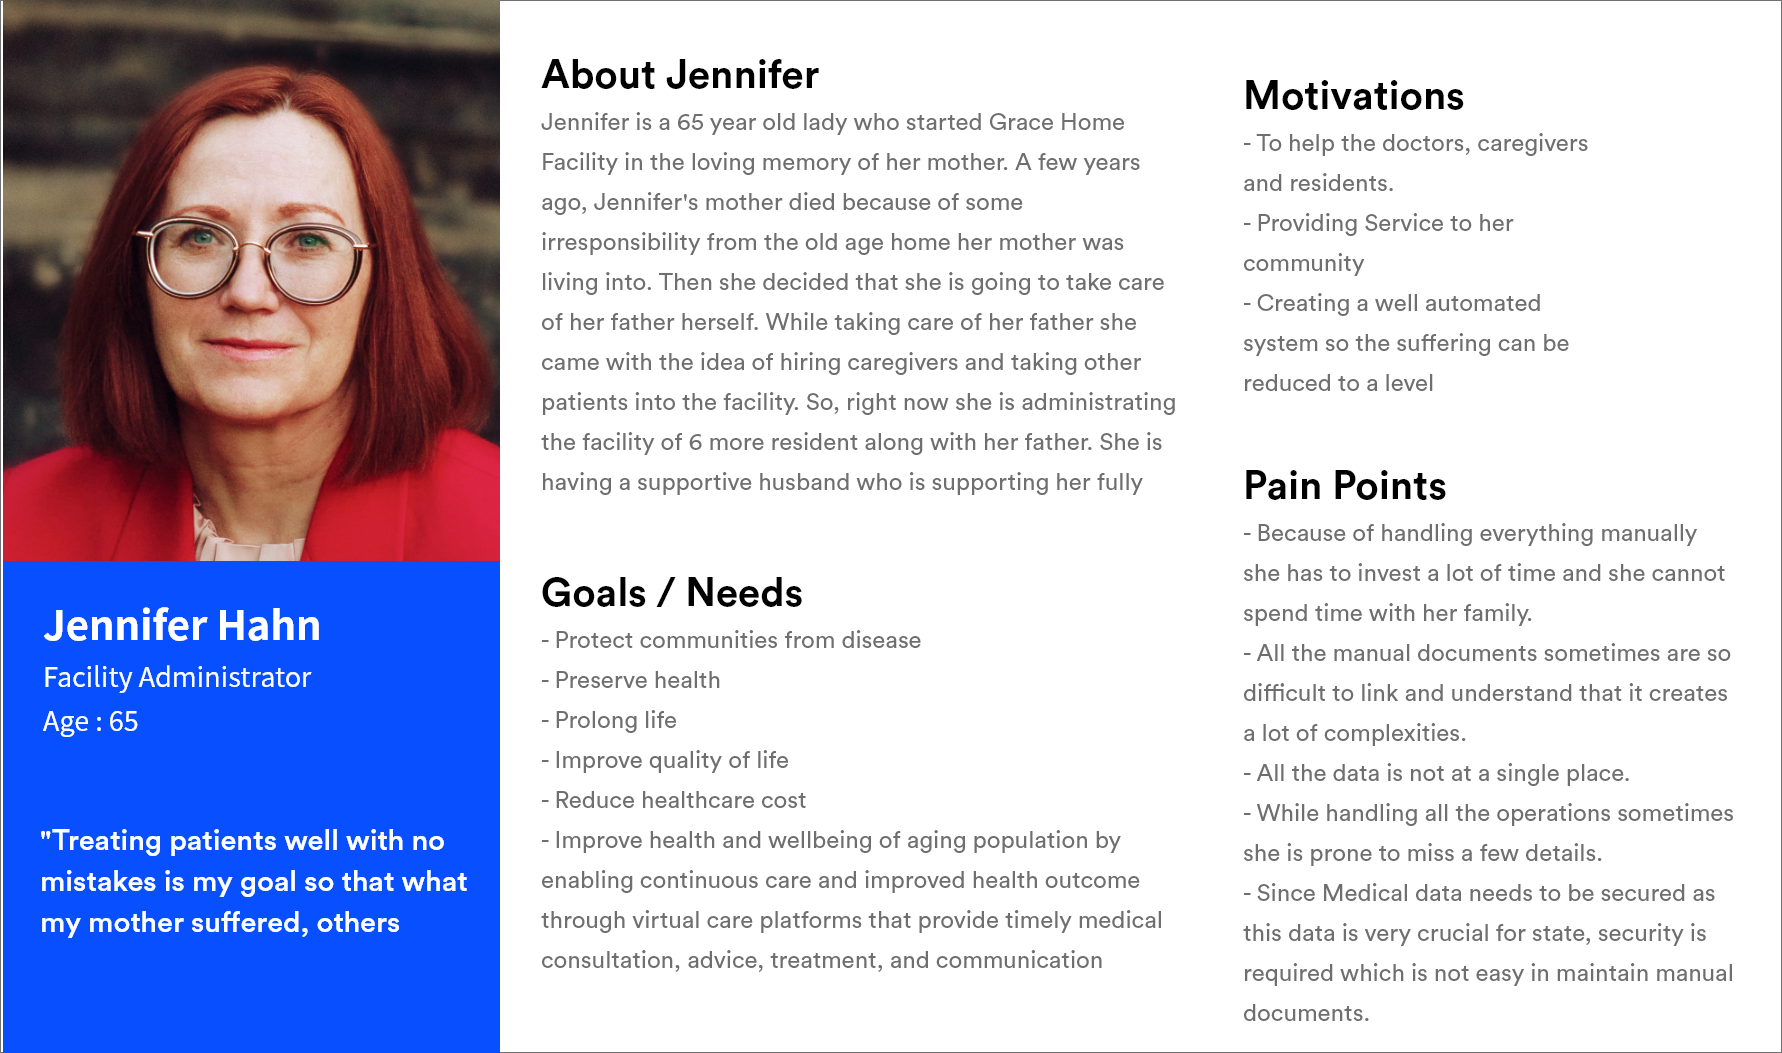 Jennifer Hahn
Facility Administrator
Age : 65
"Treating patients well with no
mistakes is my goal so that what
my mother suffered, others
About Jennifer
Jennifer is a 65 year old lady who started Grace Home
Facility in the loving memory of her mother. A few years
ago, Jennifer's mother died because of some
irresponsibility from the old age home her mother was
living into. Then she decided that she is going to take care
of her father herself. While taking care of her father she
came with the idea of hiring caregivers and taking other
patients into the facility. So, right now she is administrating
the facility of 6 more resident along with her father. She is
having a supportive husband who is supporting her fully
Goals / Needs
- Protect communities from disease
- Preserve health
- Prolong life
- Improve quality of life
- Reduce healthcare cost
- Improve health and wellbeing of aging population by
enabling continuous care and improved health outcome
through virtual care platforms that provide timely medical
consultation, advice, treatment, and communication
Motivations
- To help the doctors, caregivers
and residents.
- Providing Service to her
community
- Creating a well automated
system so the suffering can be
reduced to a level
Pain Points
- Because of handling everything manually
she has to invest a lot of time and she cannot
spend time with her family.
- All the manual documents sometimes are so
difficult to link and understand that it creates
a lot of complexities.
- All the data is not at a single place.
- While handling all the operations sometimes
she is prone to miss a few details.
- Since Medical data needs to be secured as
this data is very crucial for state, security is
required which is not easy in maintain manual
documents.